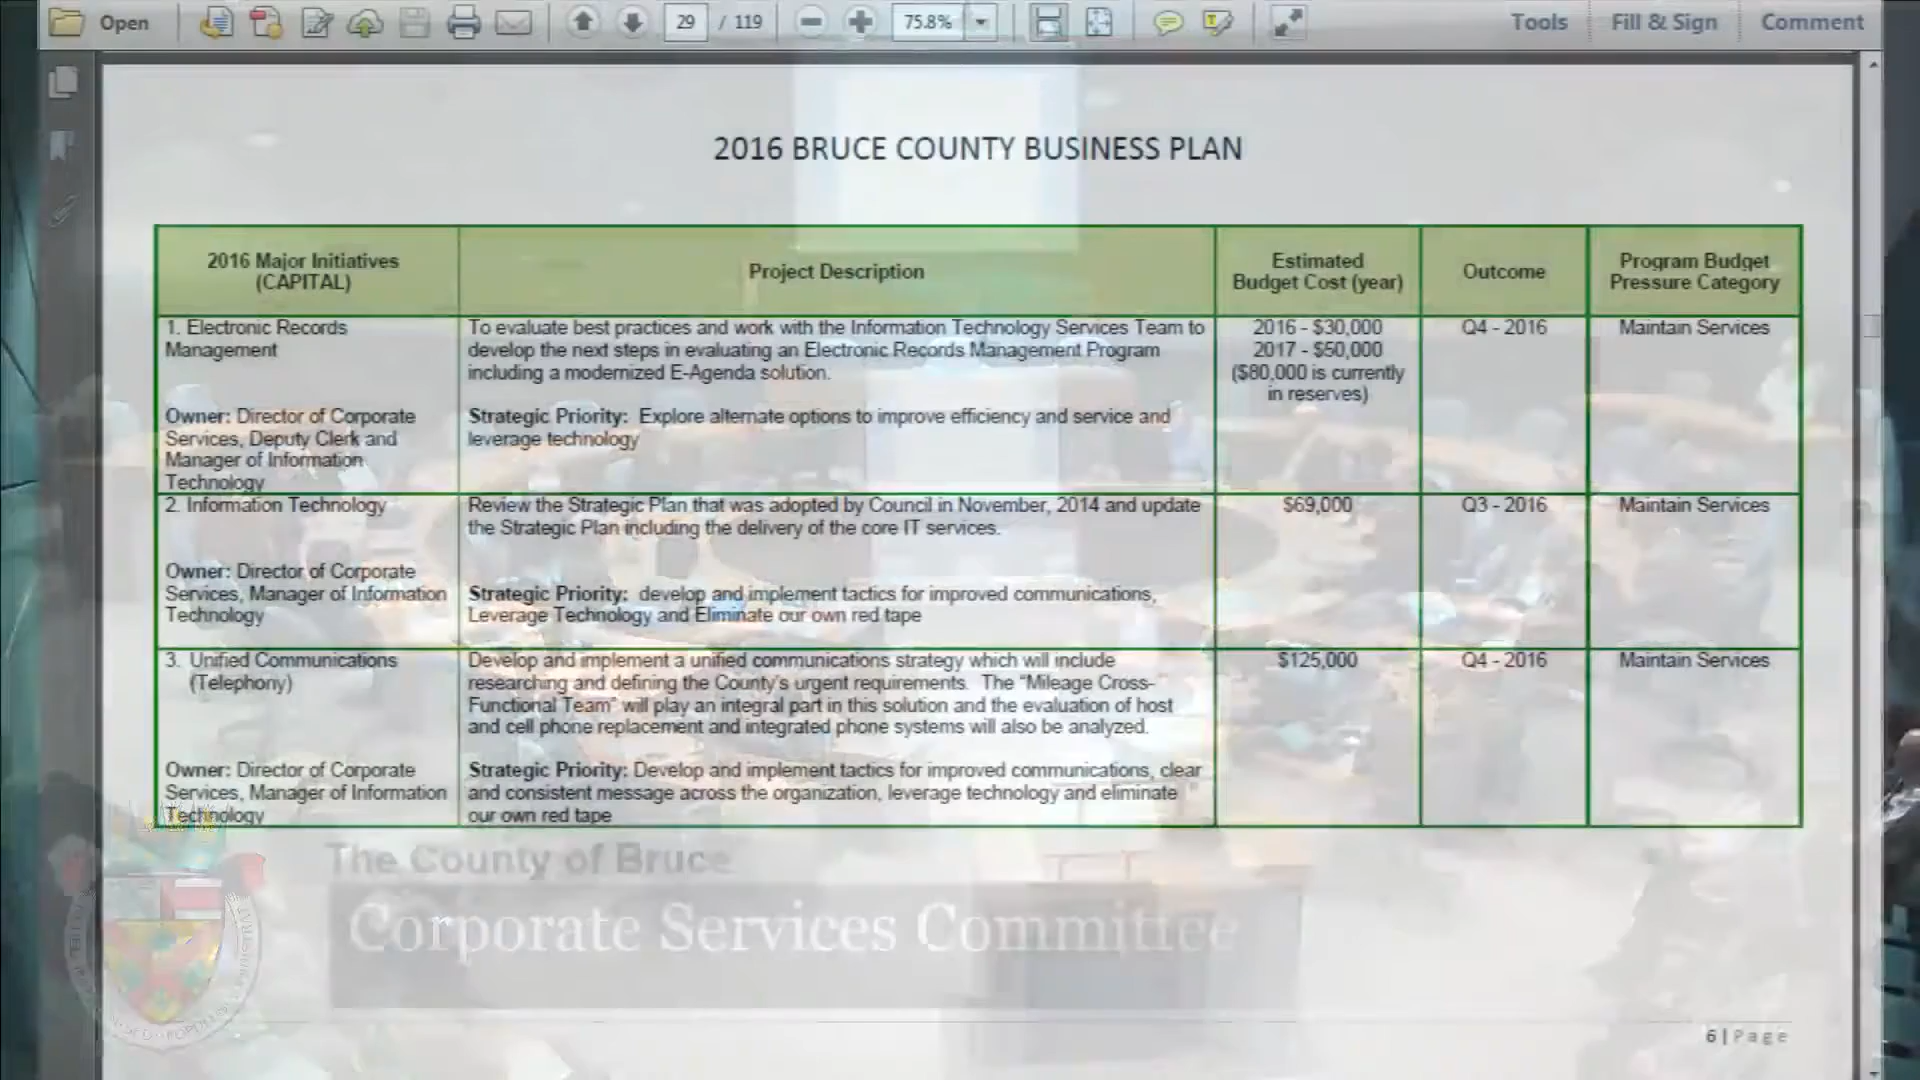 Open
29 / 119
75.8%
Tools
Fill & Sign
Comment
2016 BRUCE COUNTY BUSINESS PLAN
2016 Major Initiatives
(CAPITAL)
Project Description
Estimated
Budget Cost (year)
Outcome
Program Budget
Pressure Category
1. Electronic Records
Management
Owner: Director of Corporate
Services, Deputy Clerk and
Manager of Information
Technology
To evaluate best practices and work with the Information Technology Services Team to
develop the next steps in evaluating an Electronic Records Management Program
including a modernized E-Agenda solution.
Strategic Priority: Explore alternate options to improve efficiency and service and
leverage technology
2016 - $30,000
2017 - $50,000
($80,000 is currently
in reserves)
Q4 - 2016
Maintain Services
2. Information Technology
Owner: Director of Corporate
Services, Manager of Information
Technology
Review the Strategic Plan that was adopted by Council in November, 2014 and update
the Strategic Plan including the delivery of the core IT services.
Strategic Priority: develop and implement tactics for improved communications,
Leverage Technology and Eliminate our own red tape
$69,000
Q3 - 2016
Maintain Services
3. Unified Communications
(Telephony)
Owner: Director of Corporate
Services, Manager of Information
Technology
Develop and implement a unified communications strategy which will include
researching and defining the County's urgent requirements. The "Mileage Cross-
Functional Team" will play an integral part in this solution and the evaluation of host
and cell phone replacement and integrated phone systems will also be analyzed.
Strategic Priority: Develop and implement tactics for improved communications, clear
and consistent message across the organization, leverage technology and eliminate
our own red tape
$125,000
Q4 - 2016
Maintain Services
The County of Bruce
Corporate Services Committee
6 | Page